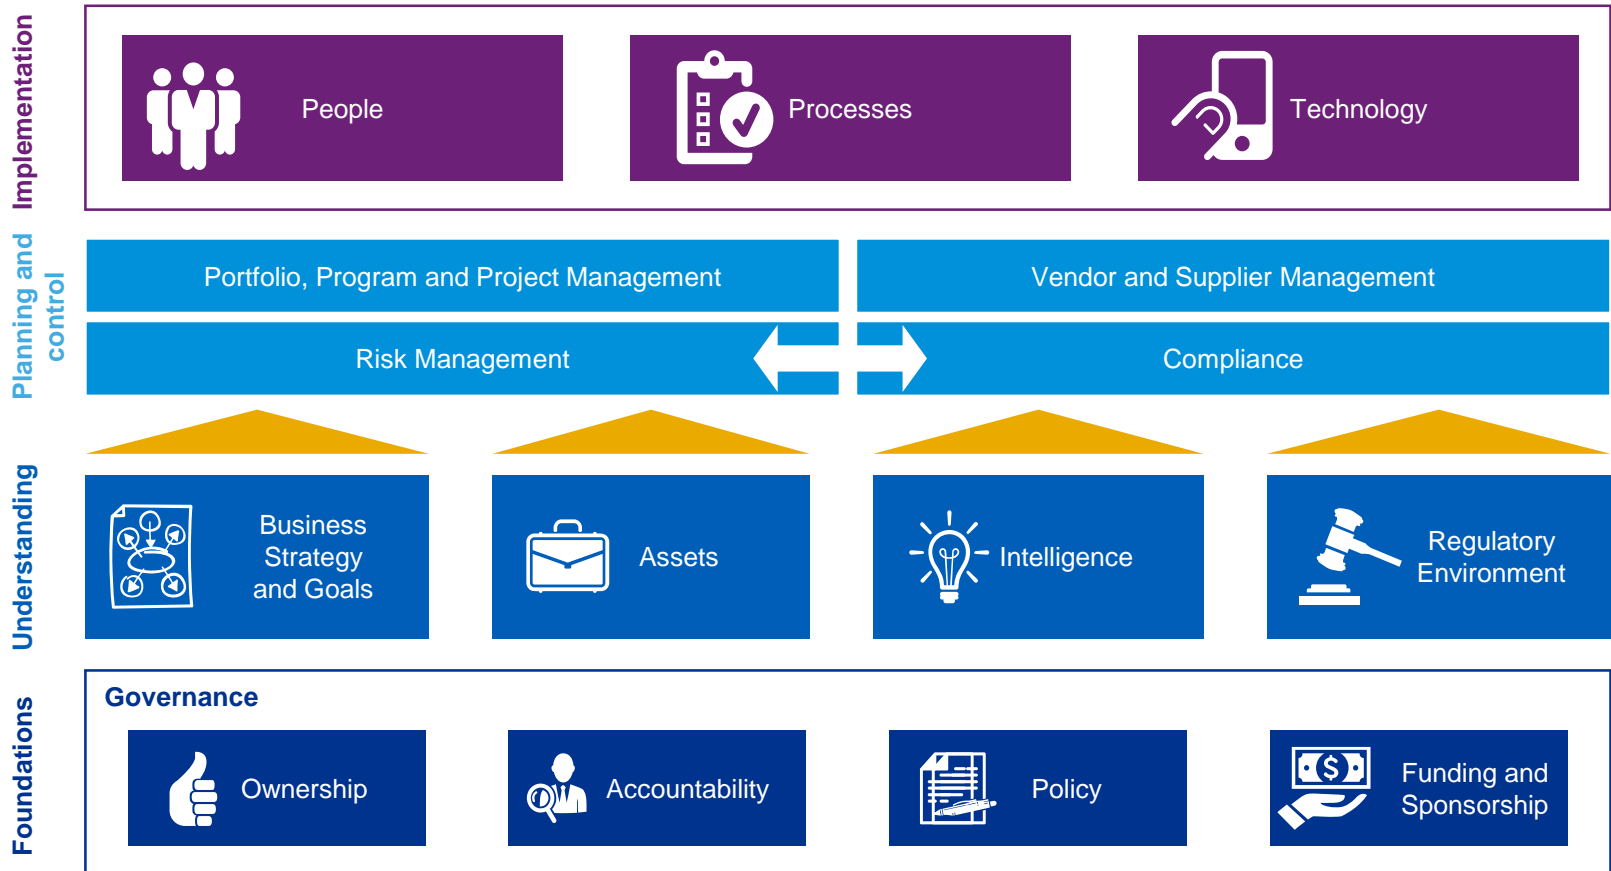 Implementation
People
Processes
Technology
Planning and
control
Portfolio, Program and Project Management
Vendor and Supplier Management
Risk Management
Compliance
Understanding
Business
Strategy
and Goals
Assets
Intelligence
Regulatory
Environment
Foundations
Governance
Ownership
Accountability
Policy
$
Funding and
Sponsorship